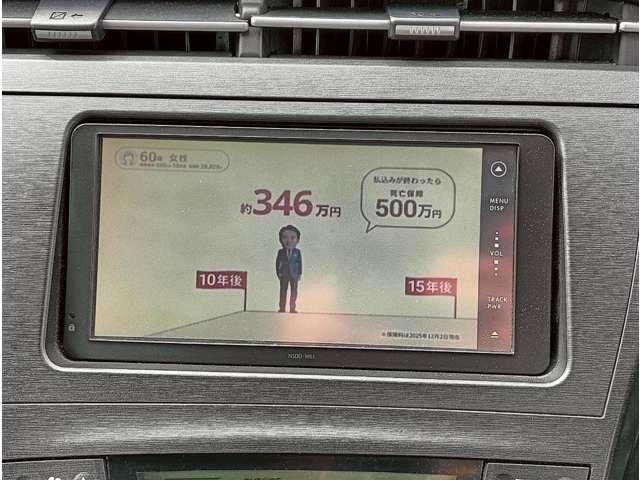 60歳 女性
約346万円
払込みが終わったら
死亡保障
500万円
10年後
15年後
※保険料は2025年12月2日現在
MENU
DISP
VOL
TRACK
PWR
NSDD-W61